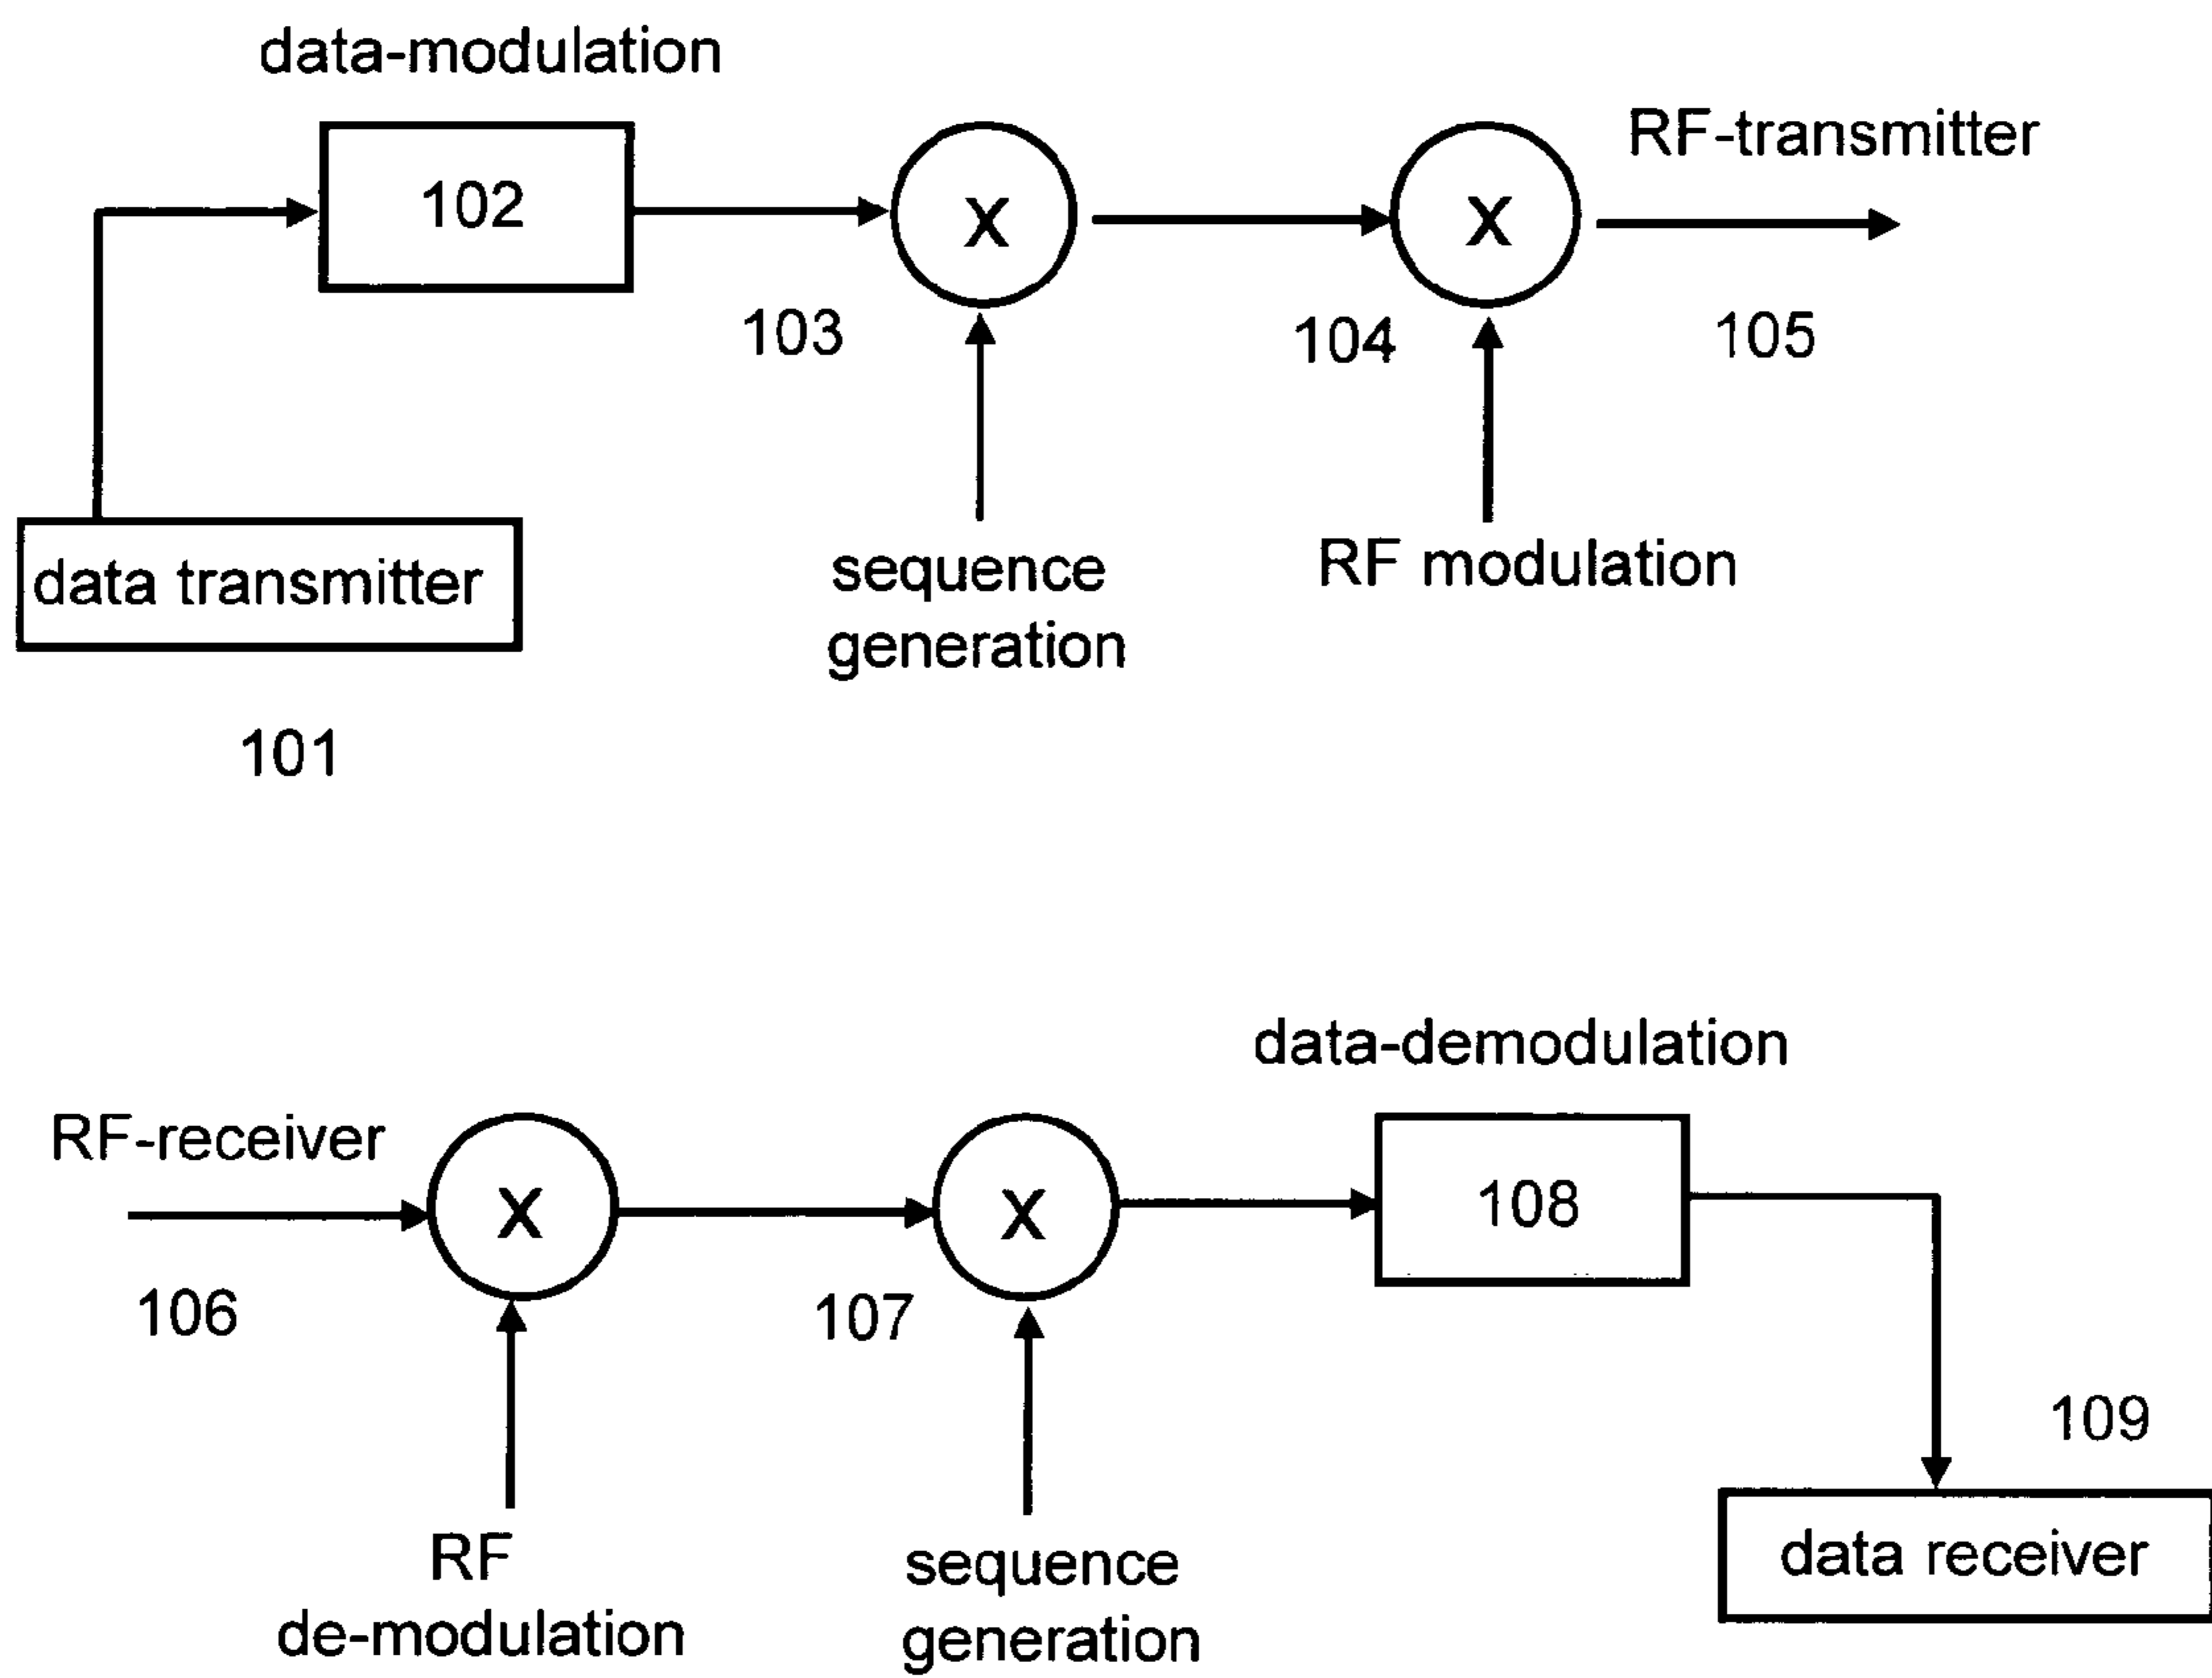 data-modulation
RF-transmitter
102
X
X
103
104
105
data transmitter
sequence
generation
RF modulation
101
data-demodulation
RF-receiver
X
X
108
106
107
109
RF
de-modulation
sequence
generation
data receiver